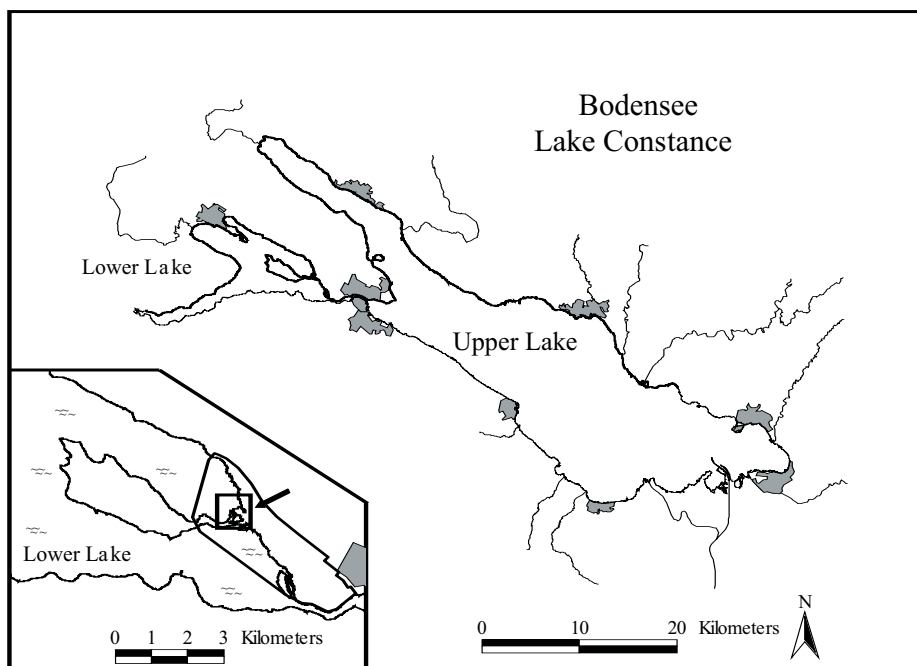 Bodensee
Lake Constance
Lower Lake
Upper Lake
Lower Lake
0 1 2 3 Kilometers
0 10 20 Kilometers
N